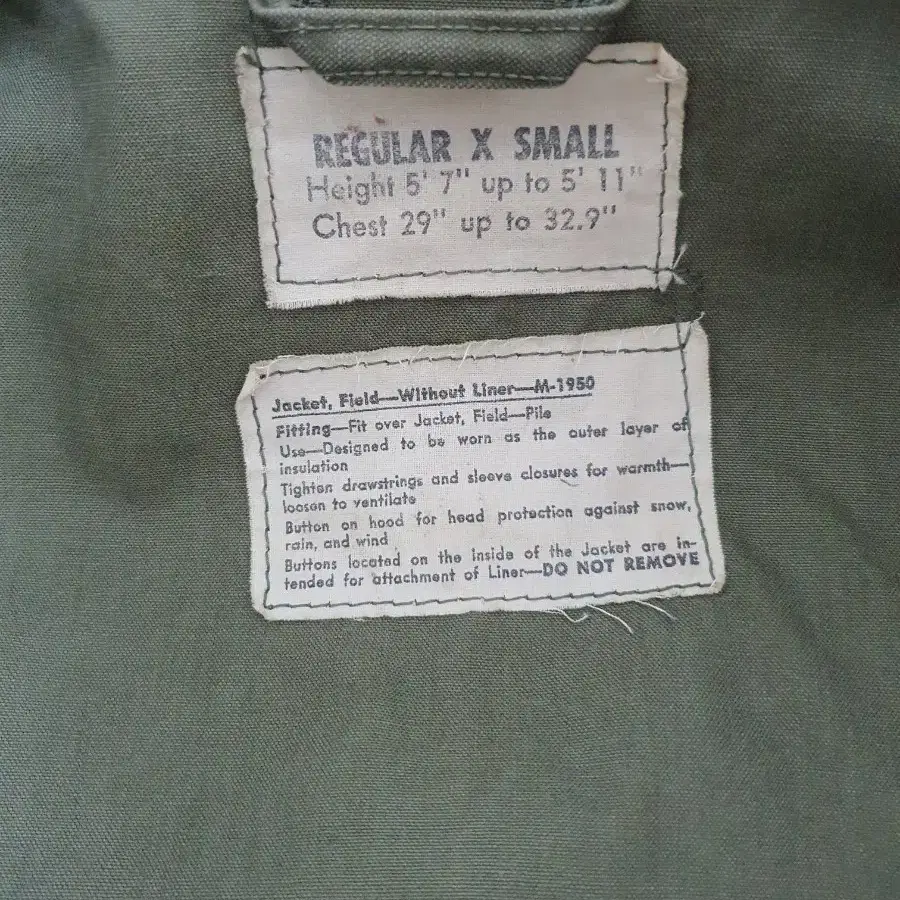 REGULAR X SMALL
Height 5' 7" up to 5' 11"
Chest 29" up to 32.9"
Jacket, Field—Without Liner—M-1950
Fitting—Fit over Jacket, Field—Pile
Use—Designed to be worn as the outer layer of
insulation
Tighten drawstrings and sleeve closures for warmth—
loosen to ventilate
Button on hood for head protection against snow,
rain, and wind
Buttons located on the inside of the Jacket are in-
tended for attachment of Liner—DO NOT REMOVE